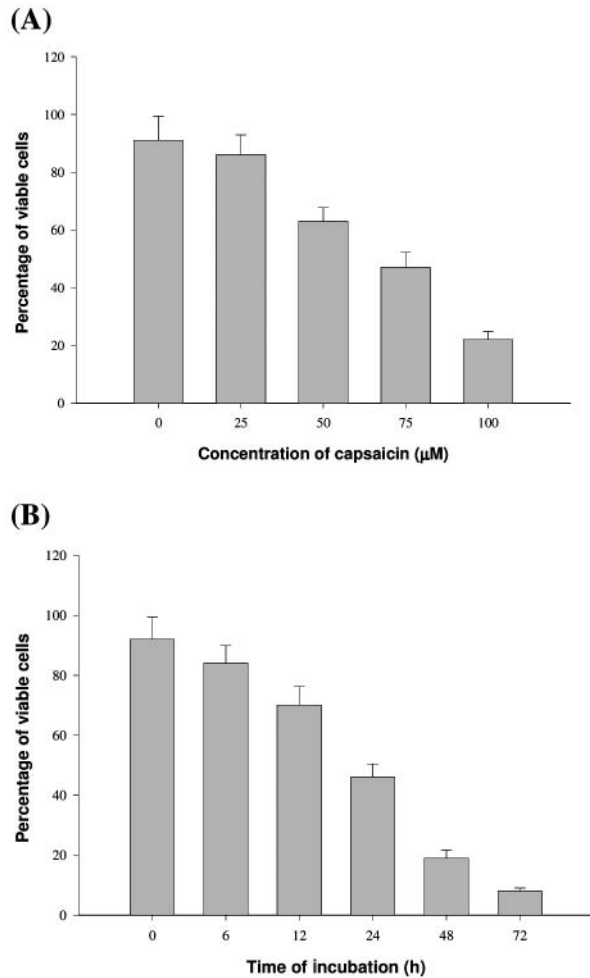 (A)
120
100
80
60
40
20
0
Percentage of viable cells
0 25 50 75 100
Concentration of capsaicin (μM)
(B)
120
100
80
60
40
20
0
Percentage of viable cells
0 6 12 24 48 72
Time of incubation (h)